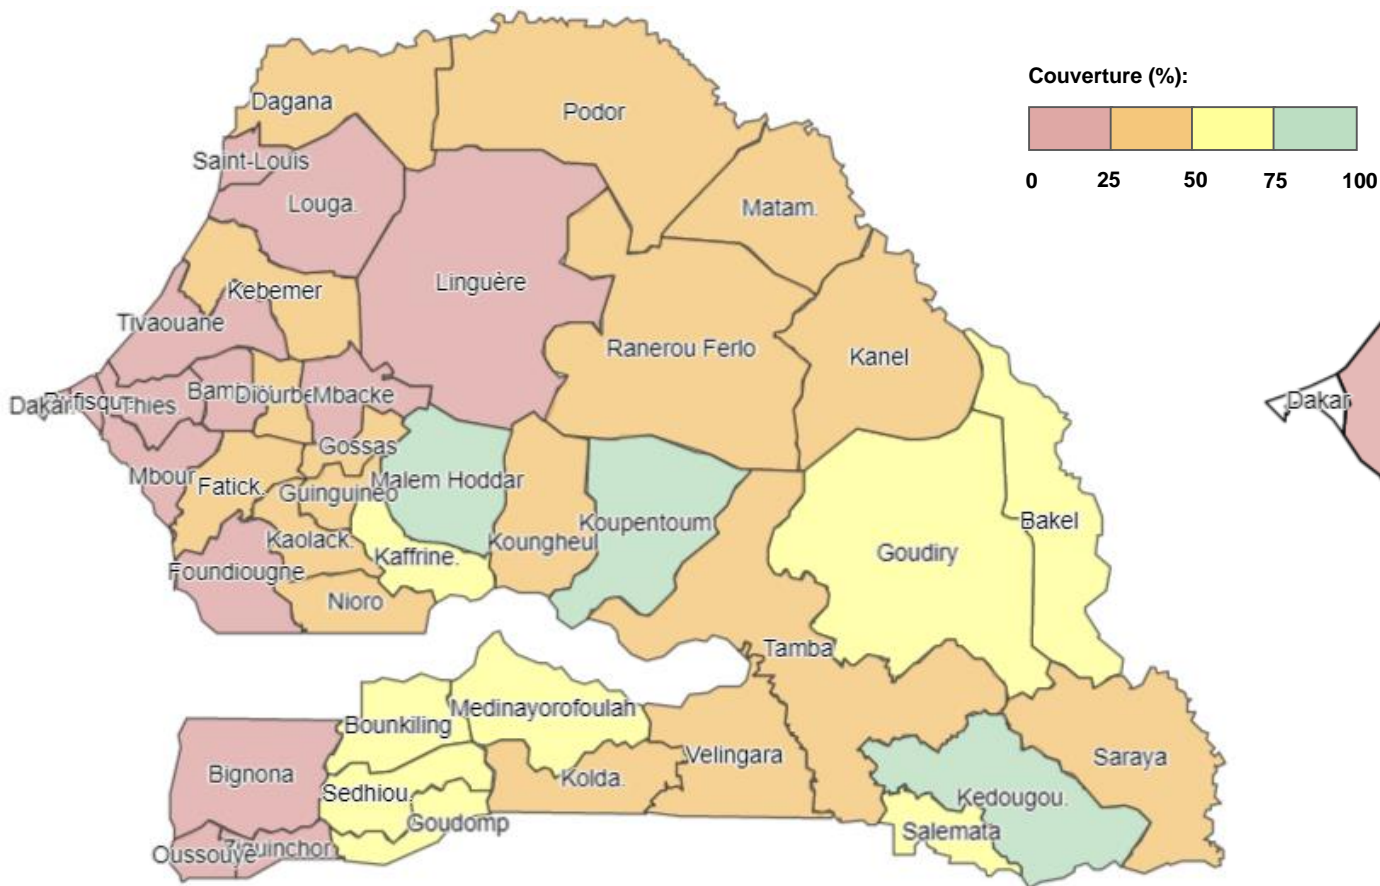 Couverture (%):
0 25 50 75 100
Dagana
Podor
Saint-Louis
Louga.
Matam.
Linguère
Kebemer
Tivaouane
Ranerou Ferlo
Kanel
Diourbe
Mbacke
Dakar.
Thies.
Dakar
Gossas
Mbour
Fatick.
Guinguineo
Malem Hoddar
Koupentoum
Bakel
Kaolack.
Koungheul
Kaffrine.
Goudiry
Foundiougne
Nioro
Tamba
Medinayorofoulah
Bounkiling
Velingara
Saraya
Bignona
Kolda.
Sedhiou.
Kedougou.
Goudomp
Salemata
Oussouye